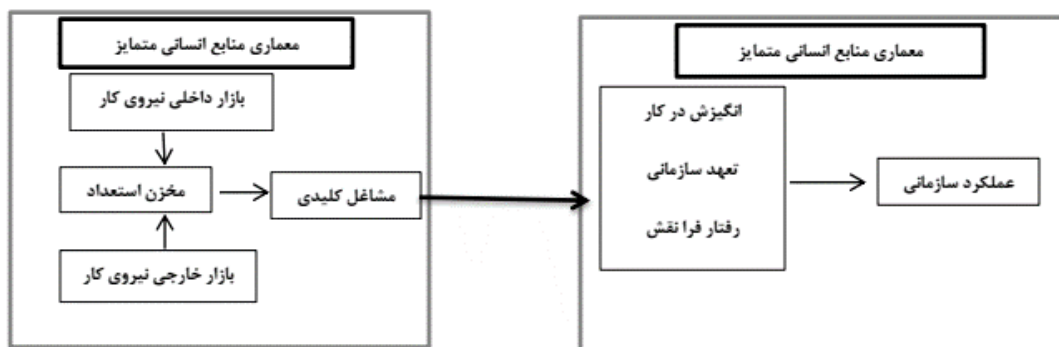 معماری منابع انسانی متمایز
بازار داخلی نیروی کار
مخزن استعداد
مشاغل کلیدی
بازار خارجی نیروی کار
معماری منابع انسانی متمایز
انگیزش در کار
تعهد سازمانی
رفتار فرا نقش
عملکرد سازمانی